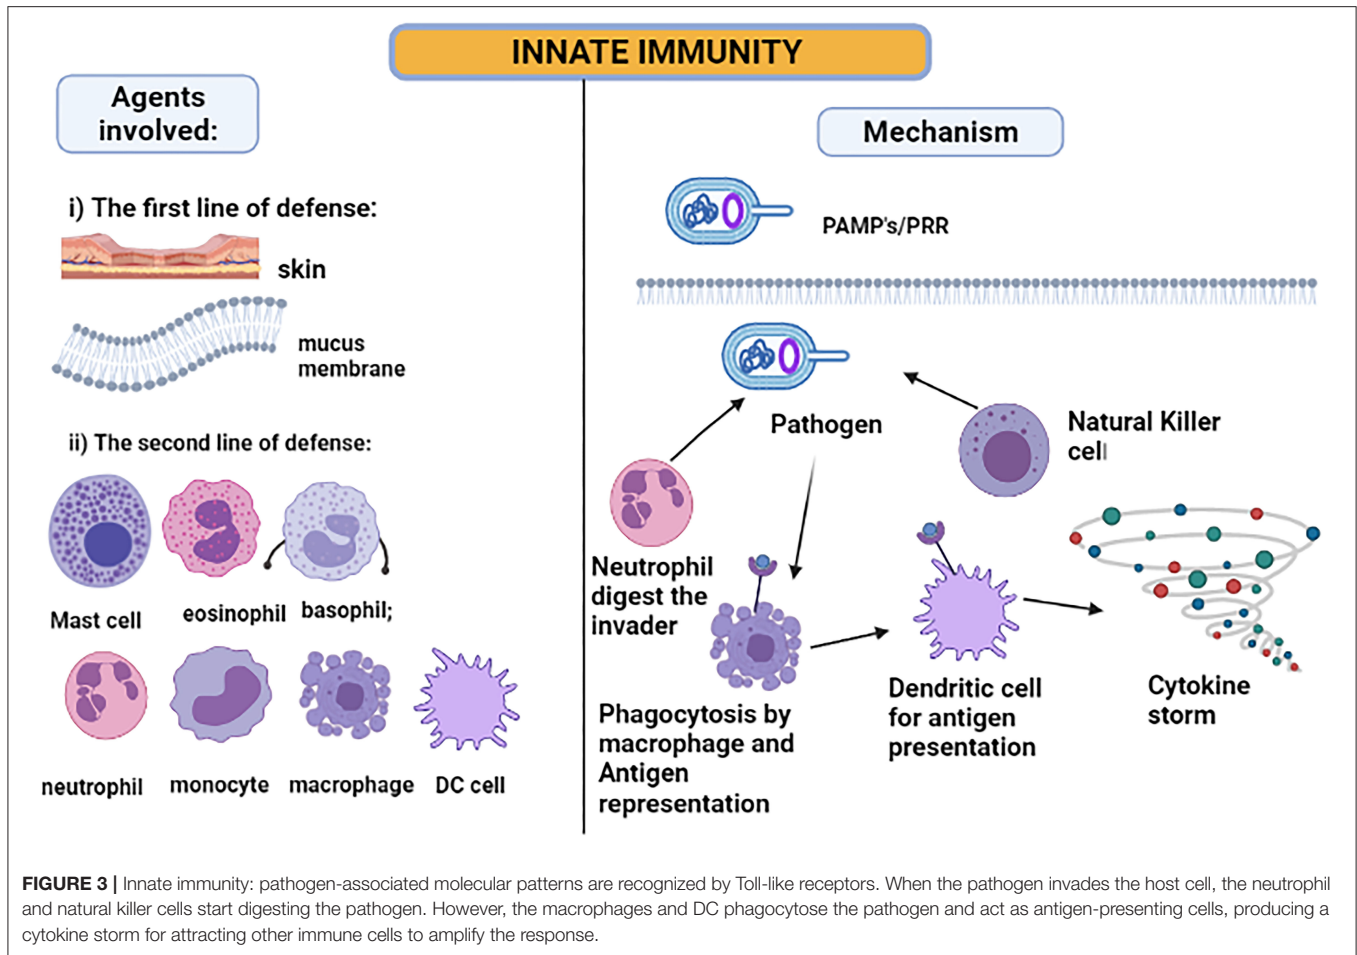 INNATE IMMUNITY
Agents
involved:
i) The first line of defense:
skin
mucus
membrane
ii) The second line of defense:
Mast cell
eosinophil
basophil;
neutrophil
monocyte
macrophage
DC cell
Mechanism
PAMP's/PRR
Pathogen
Natural Killer
cell
Neutrophil
digest the
invader
Phagocytosis by
macrophage and
Antigen
representation
Dendritic cell
for antigen
presentation
Cytokine
storm
FIGURE 3 | Innate immunity: pathogen-associated molecular patterns are recognized by Toll-like receptors. When the pathogen invades the host cell, the neutrophil
and natural killer cells start digesting the pathogen. However, the macrophages and DC phagocytose the pathogen and act as antigen-presenting cells, producing a
cytokine storm for attracting other immune cells to amplify the response.